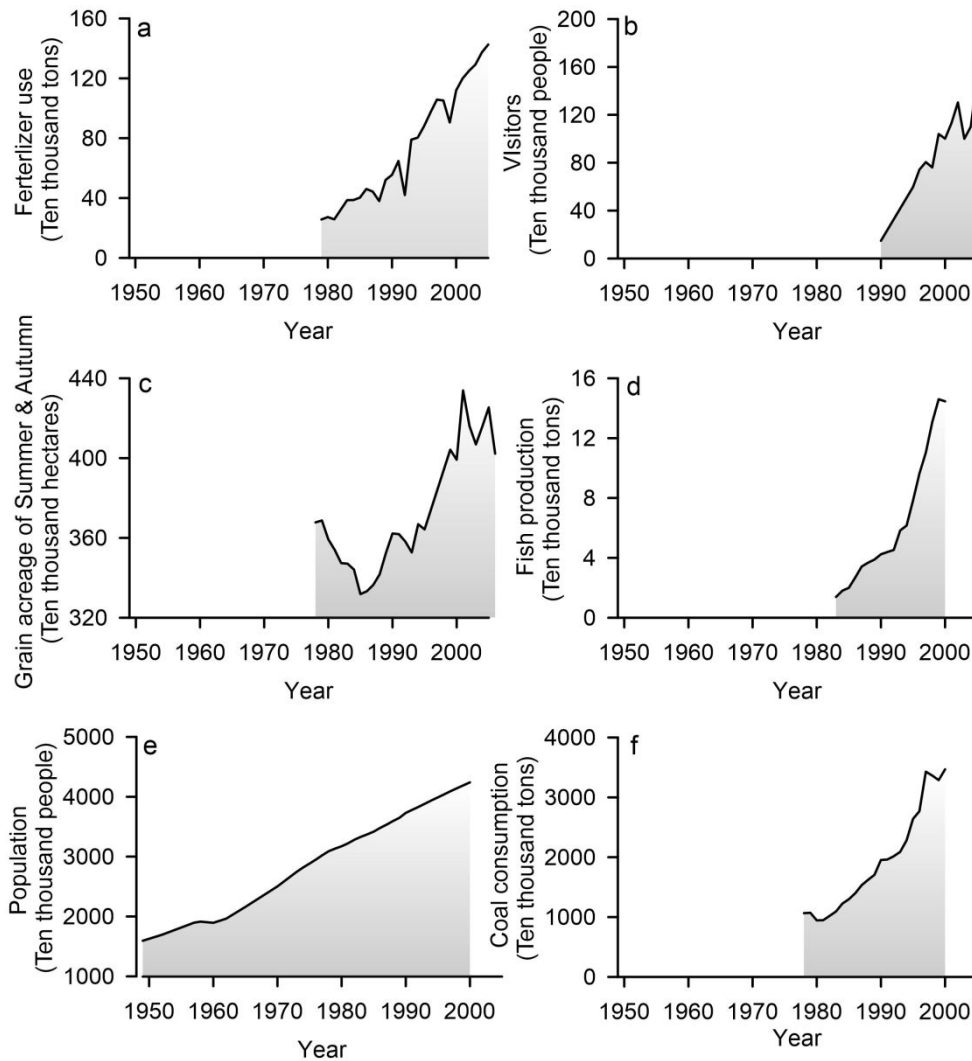 a
Ferterlizer use
(Ten thousand tons)
160
120
80
40
0
1950 1960 1970 1980 1990 2000
Year
b
VIsitors
(Ten thousand people)
200
160
120
80
40
0
1950 1960 1970 1980 1990 2000
Year
c
Grain acreage of Summer & Autumn
(Ten thousand hectares)
440
400
360
320
1950 1960 1970 1980 1990 2000
Year
d
Fish production
(Ten thousand tons)
16
12
8
4
0
1950 1960 1970 1980 1990 2000
Year
e
Population
(Ten thousand people)
5000
4000
3000
2000
1000
1950 1960 1970 1980 1990 2000
Year
f
Coal consumption
(Ten thousand tons)
4000
3000
2000
1000
0
1950 1960 1970 1980 1990 2000
Year